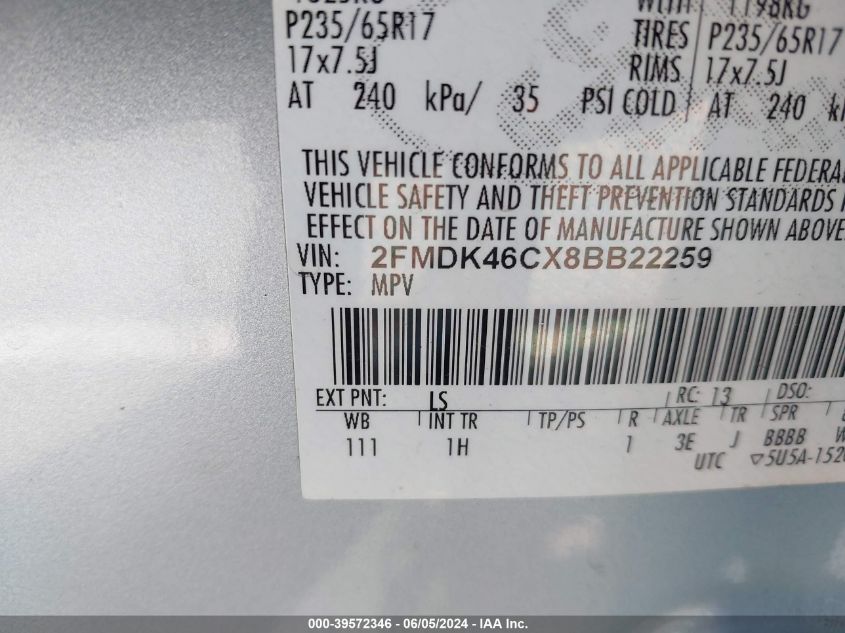 P235/65R17 TIRES P235/65R17
17x7.5J RIMS 17x7.5J
AT 240 kPa/ 35 PSI COLD AT 240
THIS VEHICLE CONFORMS TO ALL APPLICABLE
VEHICLE SAFETY AND THEFT PREVENTION STANDARDS
EFFECT ON THE DATE OF MANUFACTURE SHOWN ABOVE
VIN: 2FMDK46CX8BB22259
TYPE: MPV
EXT PNT: LS RC: 13 DSO:
WB INT TR TP/PS R AXLE TR SPR
111 1H 1 3E J BBBB
UTC ▽5U5A-152
000-39572346 | 06/05/2024 - IAA Inc.